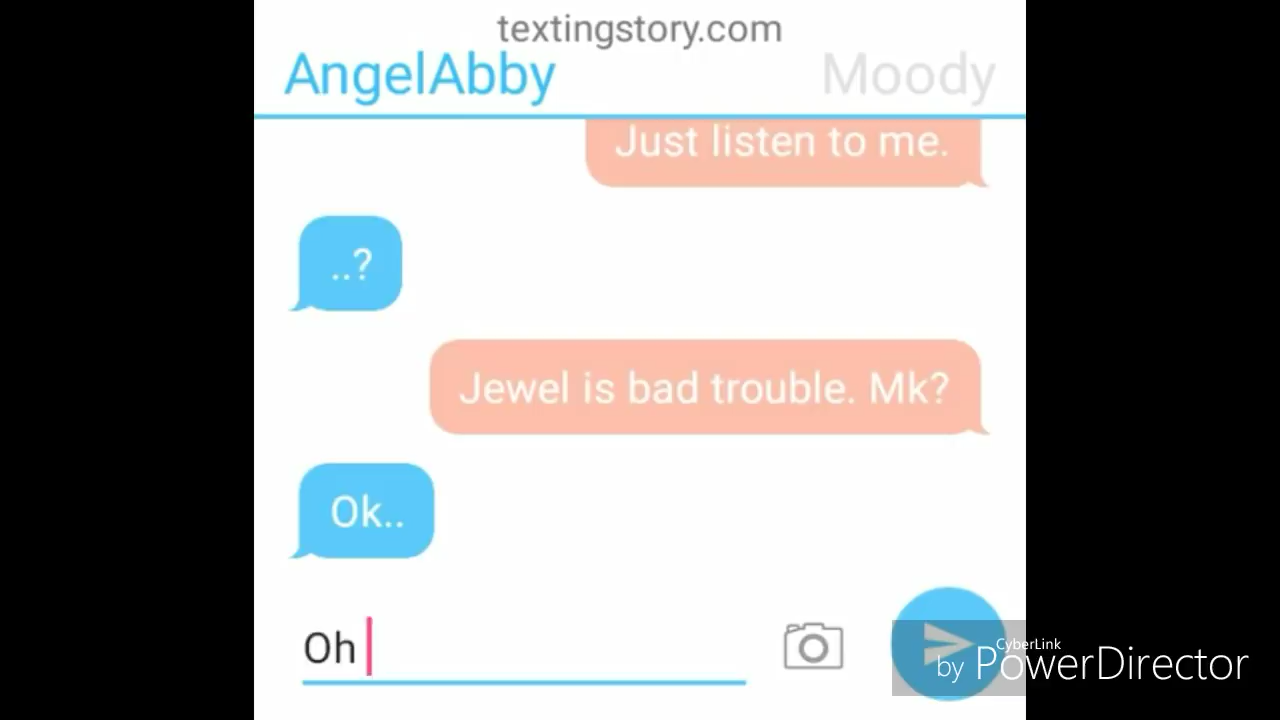 textingstory.com
AngelAbby Moody
Just listen to me.
..?
Jewel is bad trouble. Mk?
Ok..
Oh
CyberLink
by PowerDirector